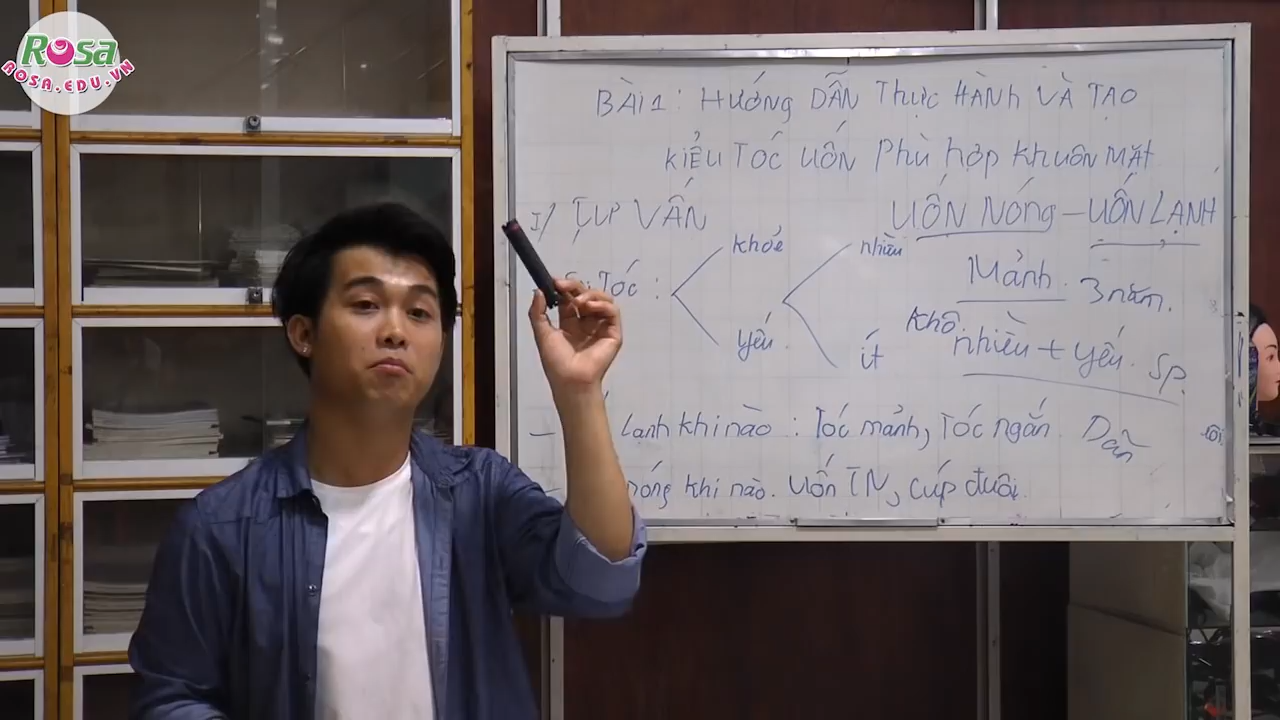 Rosa
ROSA.EDU.VN
BÀI 1 : HƯỚNG DẪN THỰC HÀNH VÀ TẠO
KIỂU TÓC UỐN PHÙ HỢP KHUÔN MẶT
I/ TƯ VẤN
UỐN NÓNG – UỐN LẠNH
khỏe
nhiều
TÓC :
Mảnh. 3 năm.
Khô
nhiều + yếu. SP.
yếu.
ít
– lạnh khi nào : Tóc mảnh, Tóc ngắn. Dãn
nóng khi nào. Uốn TN, cúp đuôi.